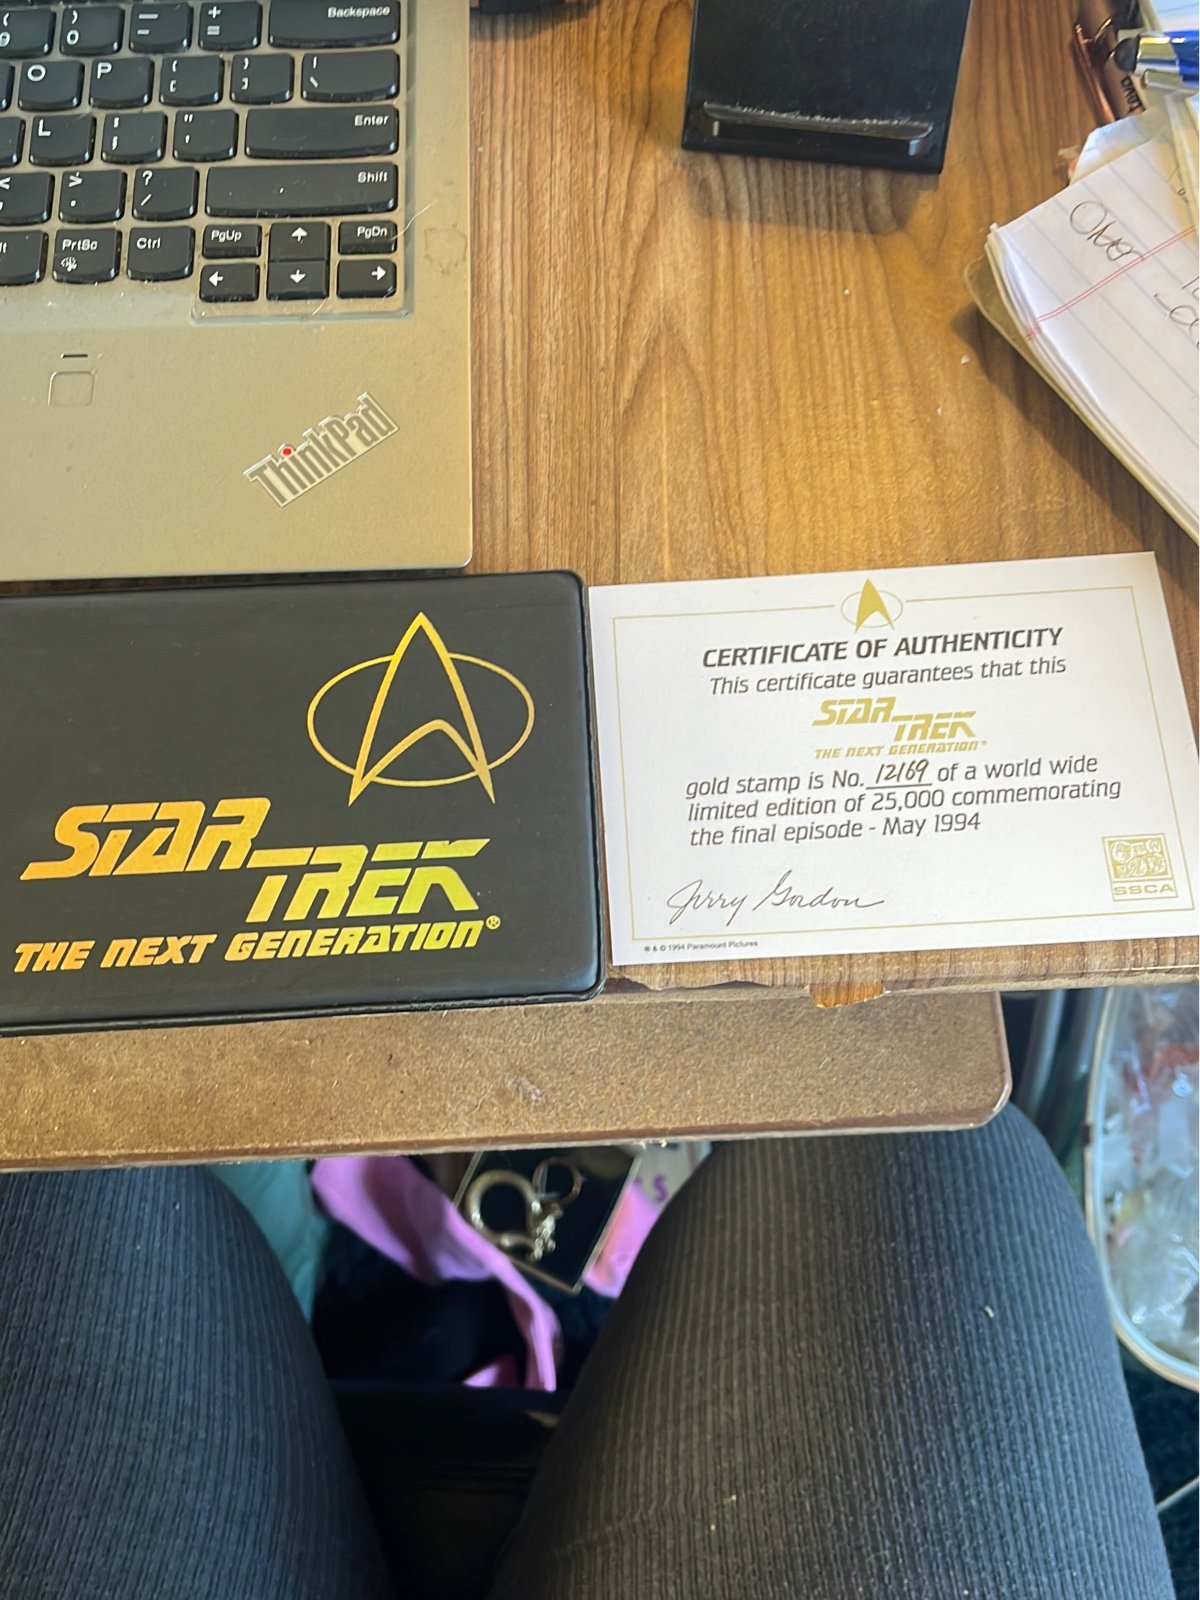 Backspace
O P
Enter
L
Shift
PrtSc Ctrl PgUp PgDn
ThinkPad
STAR
TREK
THE NEXT GENERATION®
CERTIFICATE OF AUTHENTICITY
This certificate guarantees that this
STAR
TREK
THE NEXT GENERATION®
gold stamp is No. 12169 of a world wide
limited edition of 25,000 commemorating
the final episode - May 1994
Jerry Gordon
SSCA
® & © 1994 Paramount Pictures